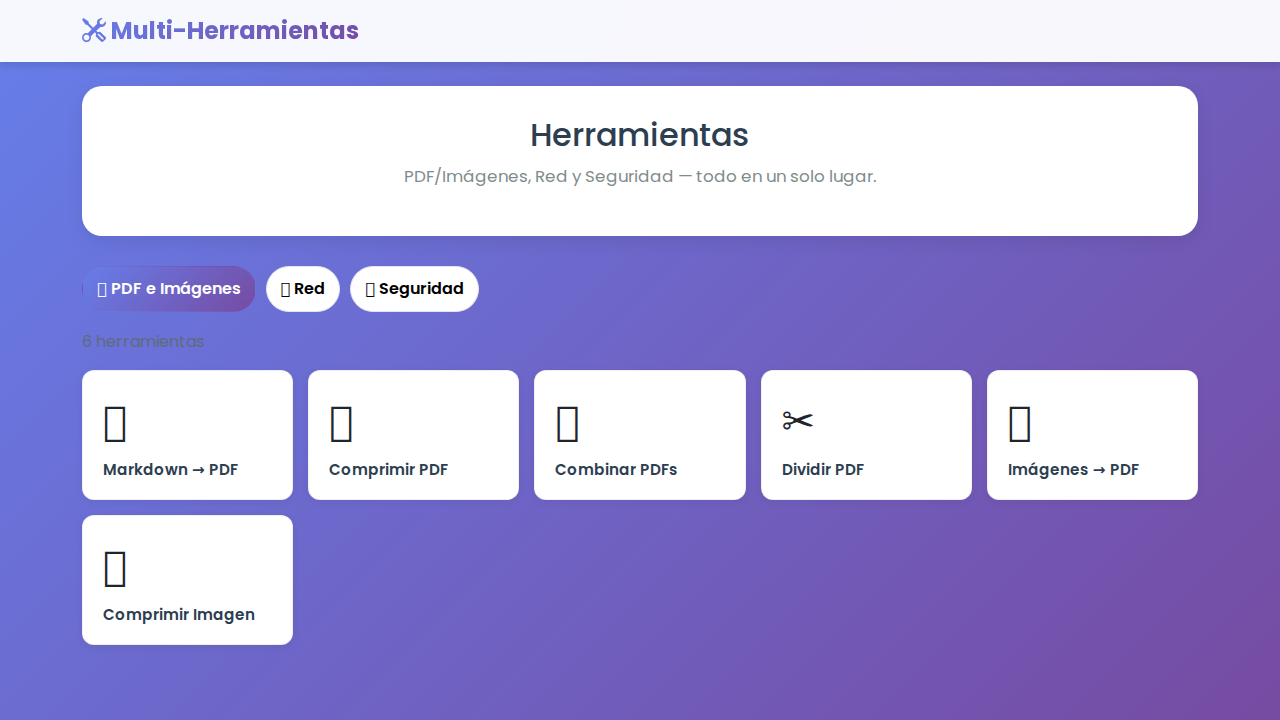 Multi-Herramientas
Herramientas
PDF/Imágenes, Red y Seguridad — todo en un solo lugar.
PDF e Imágenes
Red
Seguridad
6 herramientas
Markdown → PDF
Comprimir PDF
Combinar PDFs
Dividir PDF
Imágenes → PDF
Comprimir Imagen